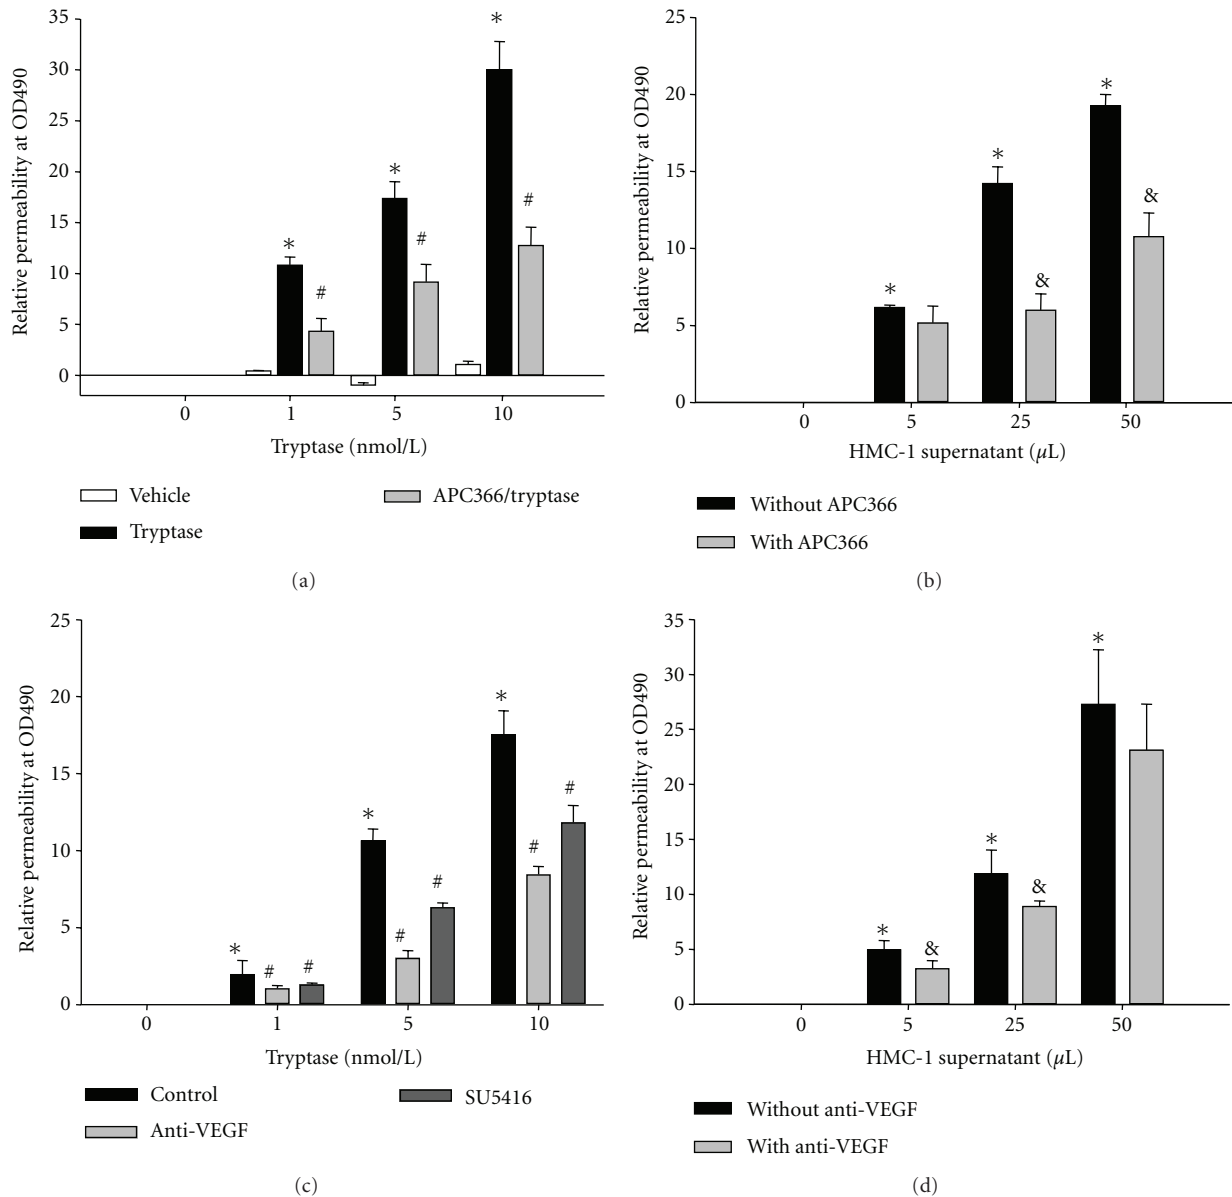 Relative permeability at OD490
35
30
25
20
15
10
5
0
* # * # * #
0 1 5 10
Tryptase (nmol/L)
Vehicle
APC366/tryptase
Tryptase
(a)
Relative permeability at OD490
25
20
15
10
5
0
* * & * &
0 5 25 50
HMC-1 supernatant (μL)
Without APC366
With APC366
(b)
Relative permeability at OD490
25
20
15
10
5
0
* # # * # # * # #
0 1 5 10
Tryptase (nmol/L)
Control
SU5416
Anti-VEGF
(c)
Relative permeability at OD490
35
30
25
20
15
10
5
0
* & * & *
0 5 25 50
HMC-1 supernatant (μL)
Without anti-VEGF
With anti-VEGF
(d)